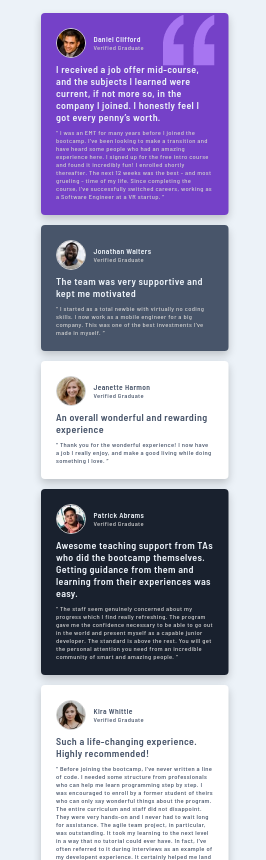 Daniel Clifford
Verified Graduate
I received a job offer mid-course,
and the subjects I learned were
current, if not more so, in the
company I joined. I honestly feel I
got every penny's worth.
" I was an EMT for many years before I joined the
bootcamp. I've been looking to make a transition and
have heard some people who had an amazing
experience here. I signed up for the free intro course
and found it incredibly fun! I enrolled shortly
thereafter. The next 12 weeks was the best - and most
grueling - time of my life. Since completing the
course, I've successfully switched careers, working as
a Software Engineer at a VR startup. "
Jonathan Walters
Verified Graduate
The team was very supportive and
kept me motivated
" I started as a total newbie with virtually no coding
skills. I now work as a mobile engineer for a big
company. This was one of the best investments I've
made in myself. "
Jeanette Harmon
Verified Graduate
An overall wonderful and rewarding
experience
" Thank you for the wonderful experience! I now have
a job I really enjoy, and make a good living while doing
something I love. "
Patrick Abrams
Verified Graduate
Awesome teaching support from TAs
who did the bootcamp themselves.
Getting guidance from them and
learning from their experiences was
easy.
" The staff seem genuinely concerned about my
progress which I find really refreshing. The program
gave me the confidence necessary to be able to go out
in the world and present myself as a capable junior
developer. The standard is above the rest. You will get
the personal attention you need from an incredible
community of smart and amazing people. "
Kira Whittle
Verified Graduate
Such a life-changing experience.
Highly recommended!
" Before joining the bootcamp, I've never written a line
of code. I needed some structure from professionals
who can help me learn programming step by step. I
was encouraged to enroll by a former student of theirs
who can only say wonderful things about the program.
The entire curriculum and staff did not disappoint.
They were very hands-on and I never had to wait long
for assistance. The agile team project, in particular,
was outstanding. It took my learning to the next level
in a way that no tutorial could ever have. In fact, I've
often referred to it during interviews as an example of
my developent experience. It certainly helped me land